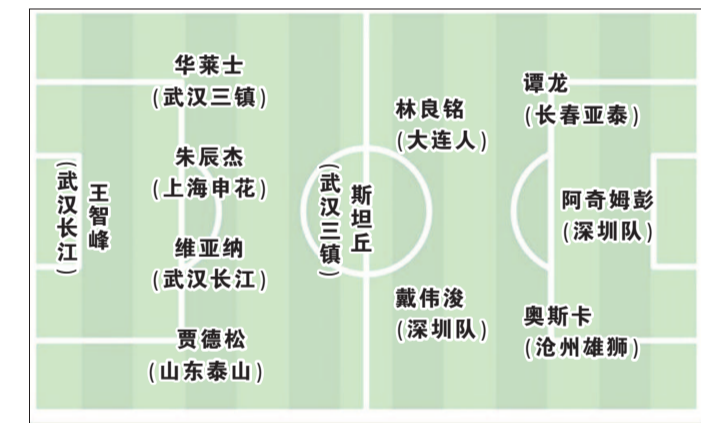 王智峰
(武汉长江)
华莱士
(武汉三镇)
朱辰杰
(上海申花)
维亚纳
(武汉长江)
贾德松
(山东泰山)
斯坦丘
(武汉三镇)
林良铭
(大连人)
戴伟浚
(深圳队)
谭龙
(长春亚泰)
阿奇姆彭
(深圳队)
奥斯卡
(沧州雄狮)